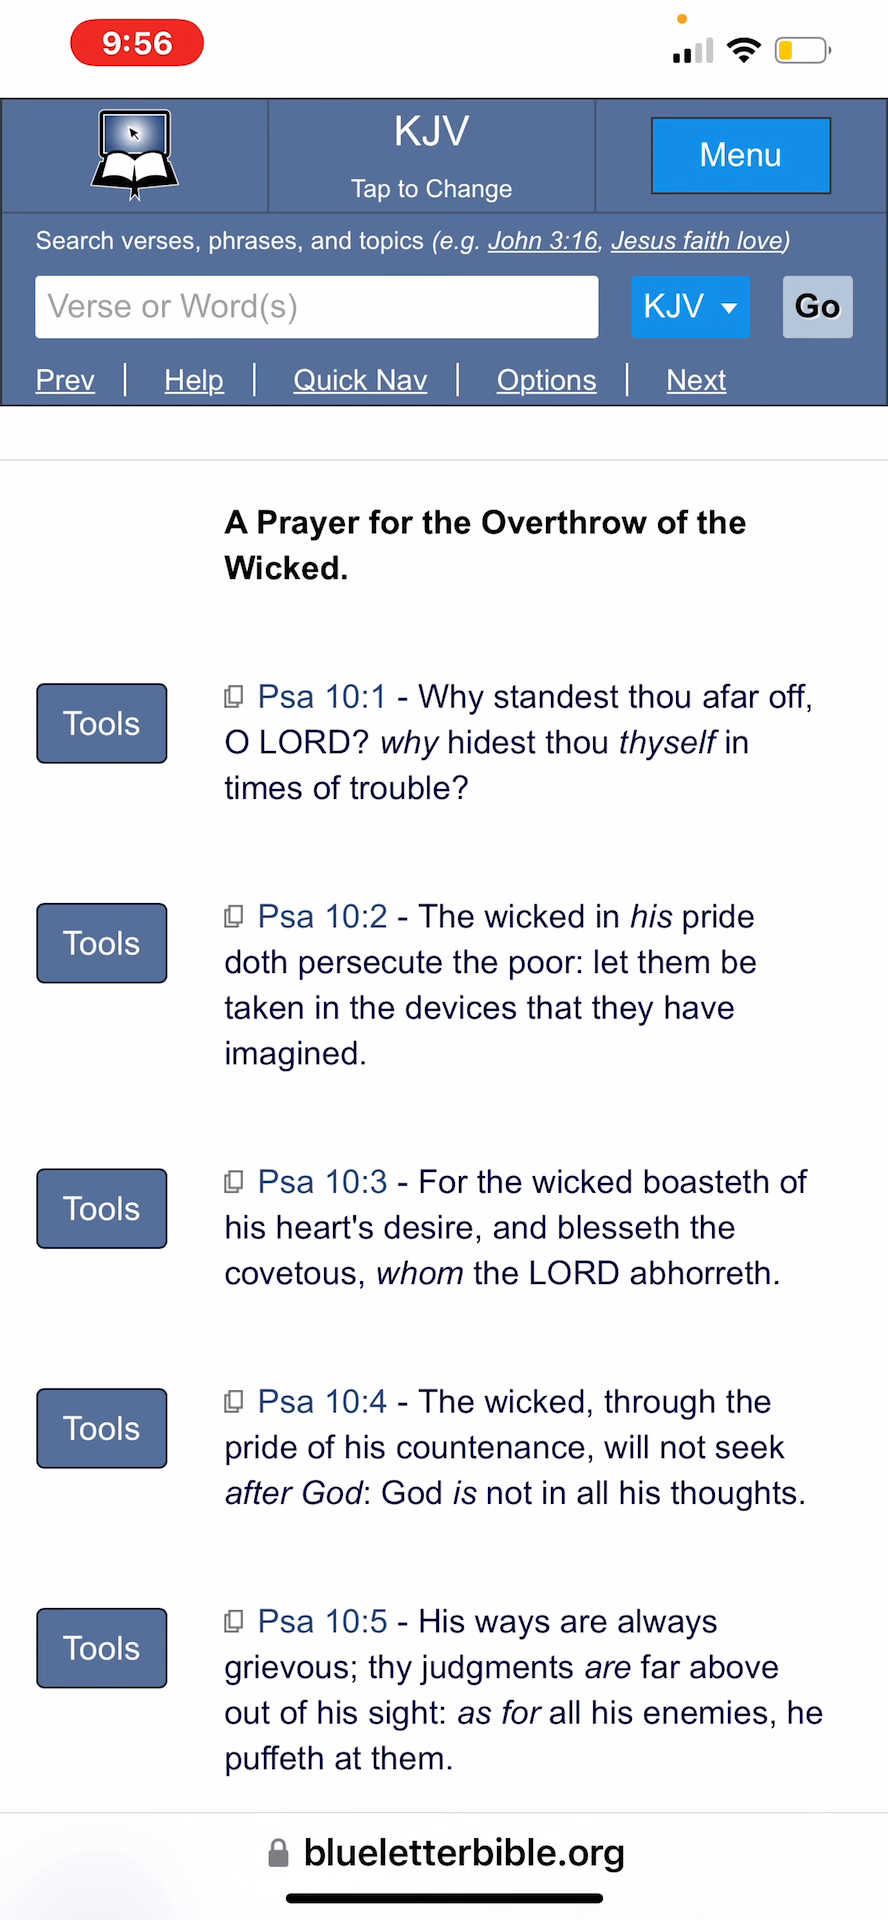 9:56
KJV
Tap to Change
Menu
Search verses, phrases, and topics (e.g. John 3:16, Jesus faith love)
Verse or Word(s)
KJV
Go
Prev | Help | Quick Nav | Options | Next
A Prayer for the Overthrow of the
Wicked.
Tools
Psa 10:1 - Why standest thou afar off,
O LORD? why hidest thou thyself in
times of trouble?
Tools
Psa 10:2 - The wicked in his pride
doth persecute the poor: let them be
taken in the devices that they have
imagined.
Tools
Psa 10:3 - For the wicked boasteth of
his heart's desire, and blesseth the
covetous, whom the LORD abhorreth.
Tools
Psa 10:4 - The wicked, through the
pride of his countenance, will not seek
after God: God is not in all his thoughts.
Tools
Psa 10:5 - His ways are always
grievous; thy judgments are far above
out of his sight: as for all his enemies, he
puffeth at them.
blueletterbible.org